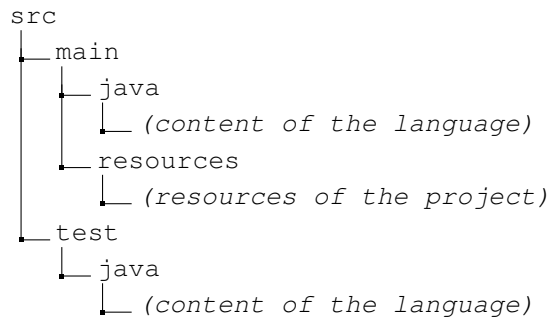 src
main
java
(content of the language)
resources
(resources of the project)
test
java
(content of the language)